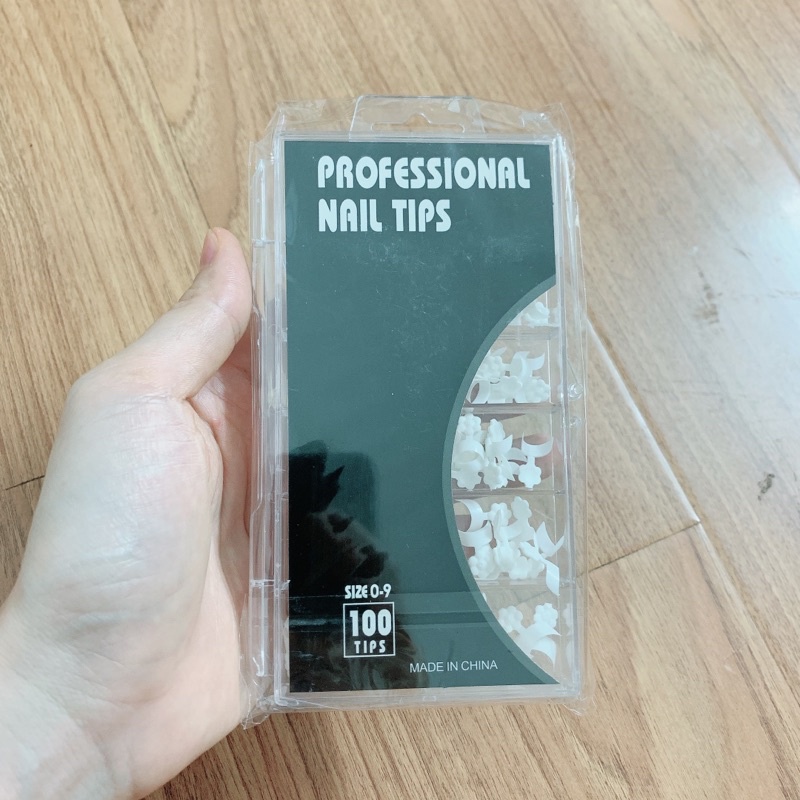 PROFESSIONAL
NAIL TIPS
SIZE 0-9
100
TIPS
MADE IN CHINA